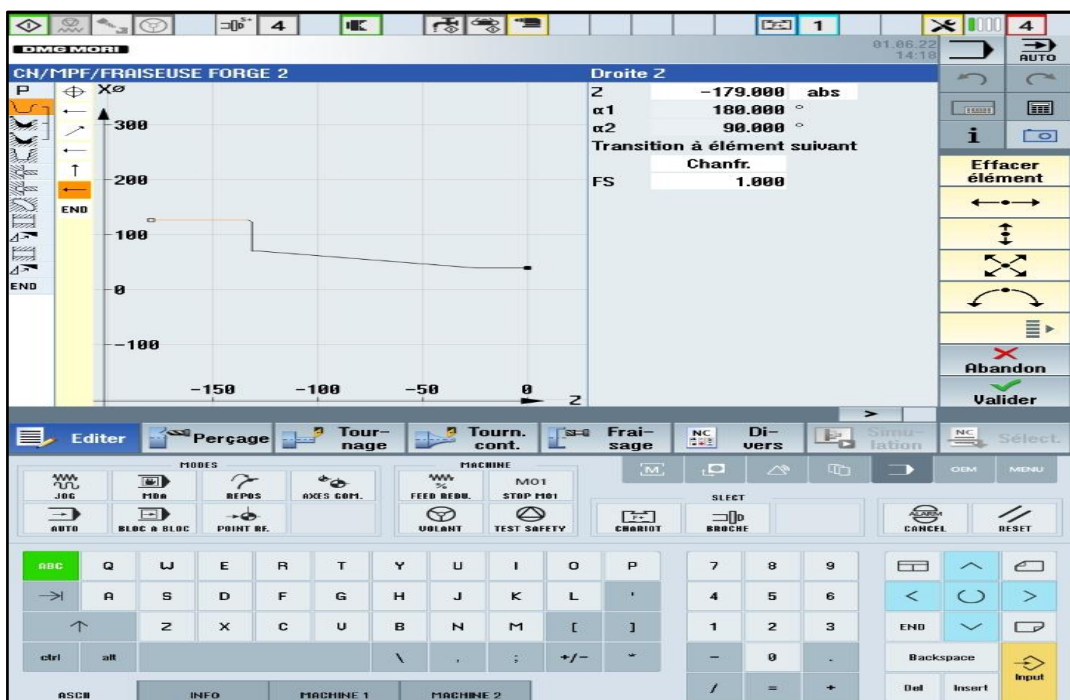 4 1 4
DMG MORI 01.06.22
14:18 AUTO
CN/MPF/FRAISEUSE FORGE 2 Droite Z
P XØ Z -179.000 abs
α1 180.000 °
300 α2 90.000 °
Transition à élément suivant
Chanfr.
200 FS 1.000
END
100
END 0
-100
-150 -100 -50 0 Z
i
Effacer
élément
Abandon
Valider
>
Editer Perçage Tour-
nage Tourn.
cont. Frai-
sage NC Di-
vers Simu-
lation NC Sélect.
MODES MACHINE
JOG MDA REPOS AXES COM. % FEED REDU. M01 STOP M01
AUTO BLOC A BLOC POINT RF. VOLANT TEST SAFETY
M OEM MENU
SLECT
CHARIOT BROCHE ALARM CANCEL RESET
ABC Q W E R T Y U I O P 7 8 9
A S D F G H J K L ' 4 5 6 < >
Z X C V B N M [ ] 1 2 3 END
ctrl alt \ , ; +/- * - 0 . Backspace
ASCII INFO MACHINE 1 MACHINE 2 / = + Del Insert Input